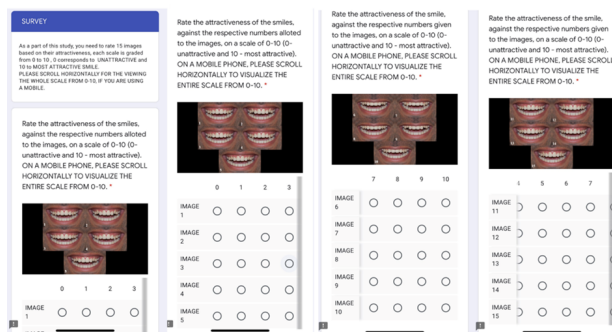 SURVEY
As a part of this study, you need to rate 15 images
based on their attractiveness, each scale is graded
from 0 to 10 , 0 corresponds to UNATTRACTIVE and
10 to MOST ATTRACTIVE SMILE.
PLEASE SCROLL HORIZONTALLY FOR THE VIEWING
THE WHOLE SCALE FROM 0-10, IF YOU ARE USING
A MOBILE.
Rate the attractiveness of the smiles,
against the respective numbers alloted
to the images, on a scale of 0-10 (0-
unattractive and 10 - most attractive).
ON A MOBILE PHONE, PLEASE SCROLL
HORIZONTALLY TO VISUALIZE THE
ENTIRE SCALE FROM 0-10. *
0 1 2 3
IMAGE
1
Rate the attractiveness of the smiles,
against the respective numbers alloted
to the images, on a scale of 0-10 (0-
unattractive and 10 - most attractive).
ON A MOBILE PHONE, PLEASE SCROLL
HORIZONTALLY TO VISUALIZE THE
ENTIRE SCALE FROM 0-10. *
0 1 2 3
IMAGE
1
IMAGE
2
IMAGE
3
IMAGE
4
IMAGE
5
Rate the attractiveness of the smile,
against the respective numbers given
to the images, on a scale of 0-10 (0-
unattractive and 10 - most attractive).
ON A MOBILE PHONE, PLEASE SCROLL
HORIZONTALLY TO VISUALIZE THE
ENTIRE SCALE FROM 0-10. *
7 8 9 10
IMAGE
6
IMAGE
7
IMAGE
8
IMAGE
9
IMAGE
10
Rate the attractiveness of the smile,
against the respective numbers given
to the images, on a scale of 0-10 (0-
unattractive and 10 - most attractive).
ON A MOBILE PHONE, PLEASE SCROLL
HORIZONTALLY TO VISUALIZE THE
ENTIRE SCALE FROM 0-10. *
5 6 7
IMAGE
11
IMAGE
12
IMAGE
13
IMAGE
14
IMAGE
15